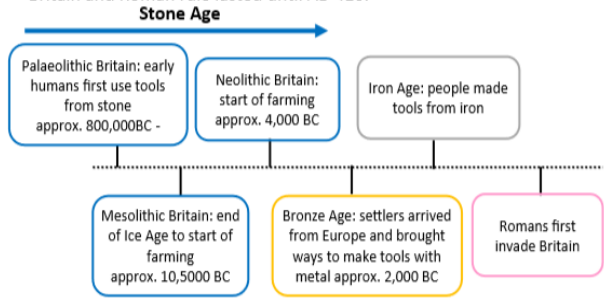 Stone Age
Palaeolithic Britain: early
humans first use tools
from stone
approx. 800,000BC -
Neolithic Britain:
start of farming
approx. 4,000 BC
Iron Age: people made
tools from iron
Mesolithic Britain: end
of Ice Age to start of
farming
approx. 10,5000 BC
Bronze Age: settlers arrived
from Europe and brought
ways to make tools with
metal approx. 2,000 BC
Romans first
invade Britain